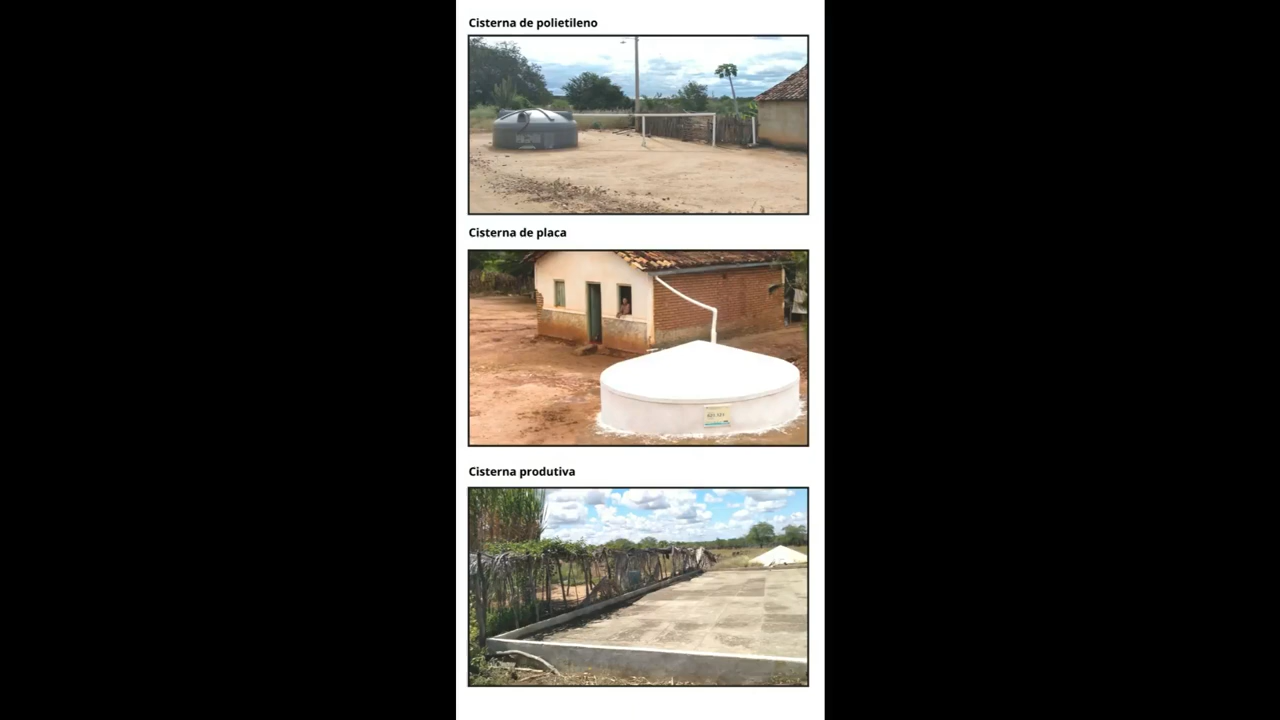 Cisterna de polietileno
Cisterna de placa
Cisterna produtiva